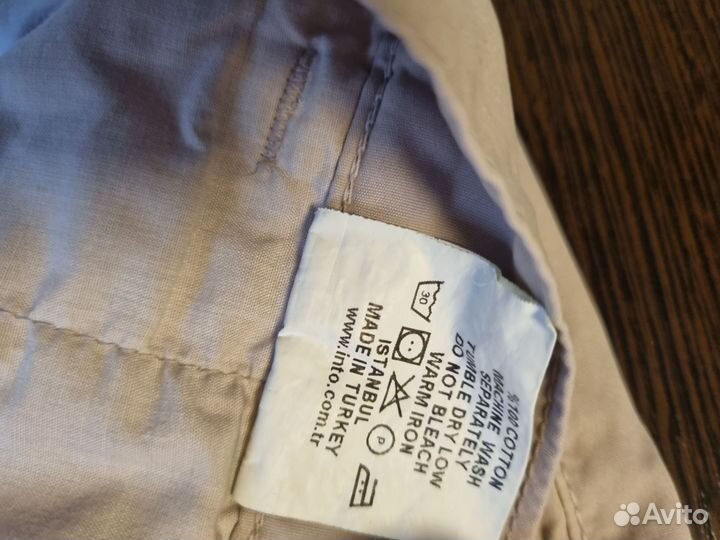 %100 COTTON
MACHINE WASH
SEPARATELY
TUMBLE DRY LOW
DO NOT BLEACH
WARM IRON
30
P
ISTANBUL
MADE IN TURKEY
www.info.com.tr
Avito